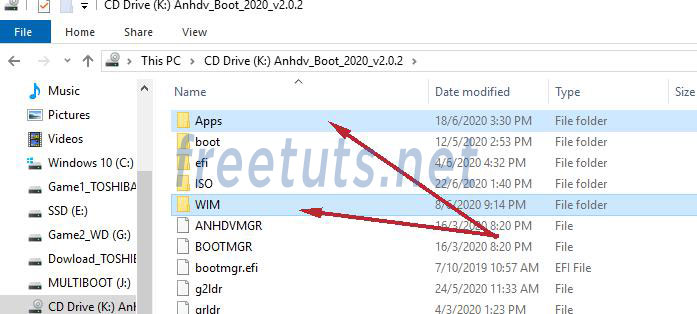 CD Drive (K:) Anhdv_Boot_2020_v2.0.2
File Home Share View
This PC CD Drive (K:) Anhdv_Boot_2020_v2.0.2
Music
Pictures
Videos
Windows 10 (C:)
Game1_TOSHIBA
SSD (E:)
Game2_WD (G:)
Dowload_TOSHIB
MULTIBOOT (J:)
CD Drive (K:) Anh
Name Date modified Type Size
Apps 18/6/2020 3:30 PM File folder
boot 12/5/2020 2:53 PM File folder
efi 4/6/2020 4:32 PM File folder
ISO 22/6/2020 1:40 PM File folder
WIM 8/6/2020 9:14 PM File folder
ANHDVMGR 16/3/2020 8:20 PM File
BOOTMGR 16/3/2020 8:20 PM File
bootmgr.efi 7/10/2019 10:57 AM EFI File
g2ldr 24/5/2020 11:33 AM File
grldr 4/3/2020 1:23 PM File
freetuts.net